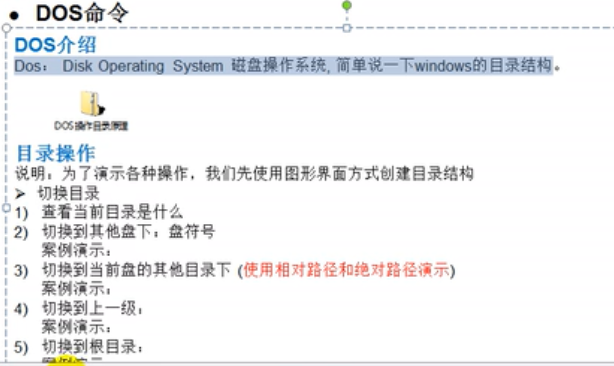 ● DOS命令
DOS介绍
Dos： Disk Operating System 磁盘操作系统, 简单说一下windows的目录结构。
DOS操作目录原理
目录操作
说明：为了演示各种操作，我们先使用图形界面方式创建目录结构
➢ 切换目录
1) 查看当前目录是什么
2) 切换到其他盘下：盘符号
案例演示：
3) 切换到当前盘的其他目录下 (使用相对路径和绝对路径演示)
案例演示：
4) 切换到上一级：
案例演示：
5) 切换到根目录：